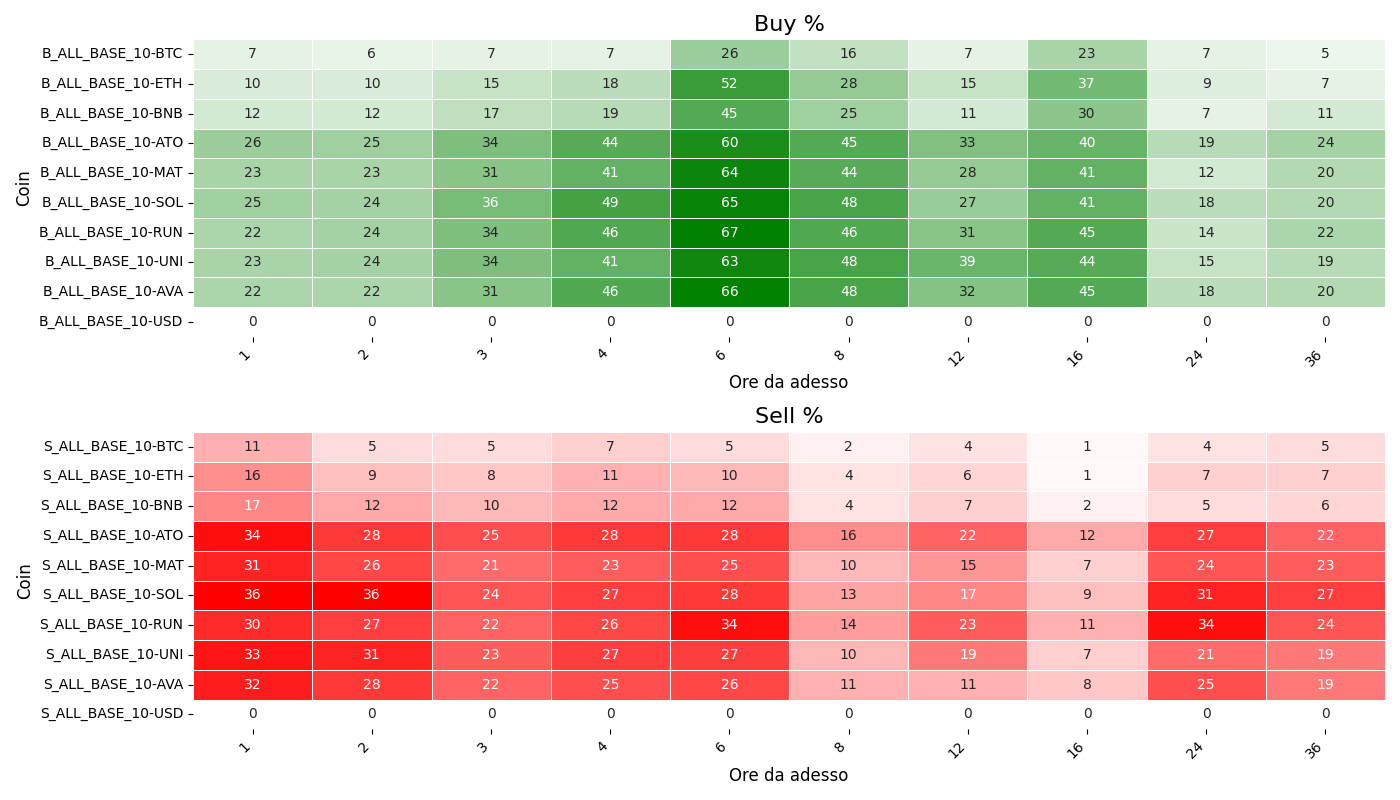 Buy %
Coin
B_ALL_BASE_10-BTC 7 6 7 7 26 16 7 23 7 5
B_ALL_BASE_10-ETH 10 10 15 18 52 28 15 37 9 7
B_ALL_BASE_10-BNB 12 12 17 19 45 25 11 30 7 11
B_ALL_BASE_10-ATO 26 25 34 44 60 45 33 40 19 24
B_ALL_BASE_10-MAT 23 23 31 41 64 44 28 41 12 20
B_ALL_BASE_10-SOL 25 24 36 49 65 48 27 41 18 20
B_ALL_BASE_10-RUN 22 24 34 46 67 46 31 45 14 22
B_ALL_BASE_10-UNI 23 24 34 41 63 48 39 44 15 19
B_ALL_BASE_10-AVA 22 22 31 46 66 48 32 45 18 20
B_ALL_BASE_10-USD 0 0 0 0 0 0 0 0 0 0
1 2 3 4 6 8 12 16 24 36
Ore da adesso
Sell %
Coin
S_ALL_BASE_10-BTC 11 5 5 7 5 2 4 1 4 5
S_ALL_BASE_10-ETH 16 9 8 11 10 4 6 1 7 7
S_ALL_BASE_10-BNB 17 12 10 12 12 4 7 2 5 6
S_ALL_BASE_10-ATO 34 28 25 28 28 16 22 12 27 22
S_ALL_BASE_10-MAT 31 26 21 23 25 10 15 7 24 23
S_ALL_BASE_10-SOL 36 36 24 27 28 13 17 9 31 27
S_ALL_BASE_10-RUN 30 27 22 26 34 14 23 11 34 24
S_ALL_BASE_10-UNI 33 31 23 27 27 10 19 7 21 19
S_ALL_BASE_10-AVA 32 28 22 25 26 11 11 8 25 19
S_ALL_BASE_10-USD 0 0 0 0 0 0 0 0 0 0
1 2 3 4 6 8 12 16 24 36
Ore da adesso